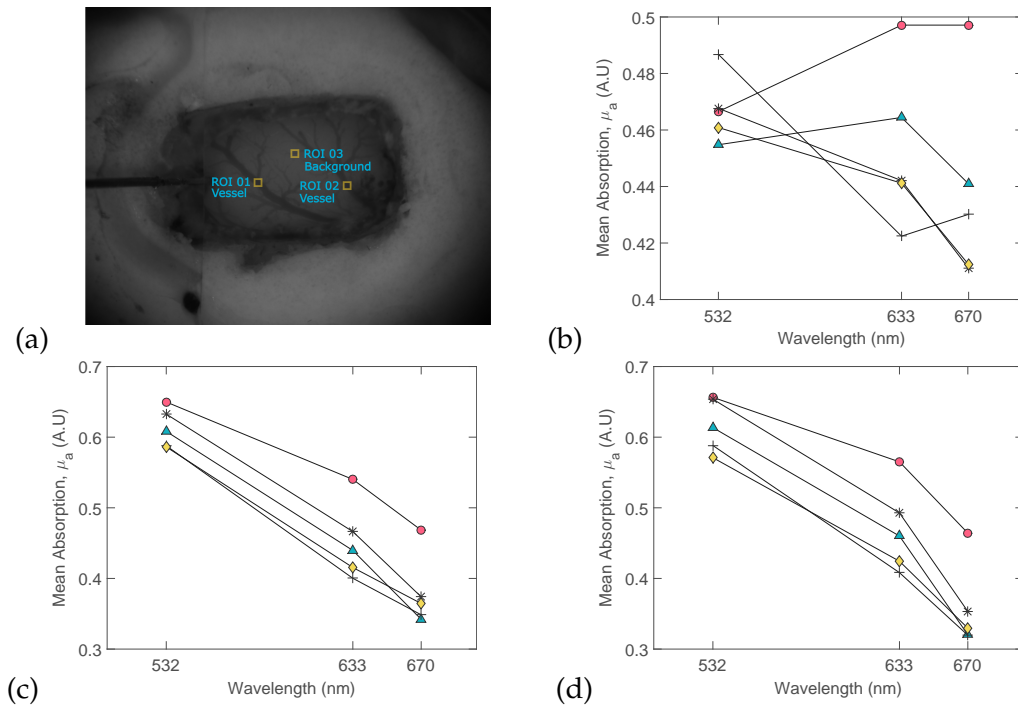 ROI 03
Background
ROI 01
Vessel
ROI 02
Vessel
(a)
0.5
0.48
0.46
0.44
0.42
0.4
Mean Absorption, μa (A.U)
532
633
670
Wavelength (nm)
(b)
0.7
0.6
0.5
0.4
0.3
Mean Absorption, μa (A.U)
532
633
670
Wavelength (nm)
(c)
0.7
0.6
0.5
0.4
0.3
Mean Absorption, μa (A.U)
532
633
670
Wavelength (nm)
(d)